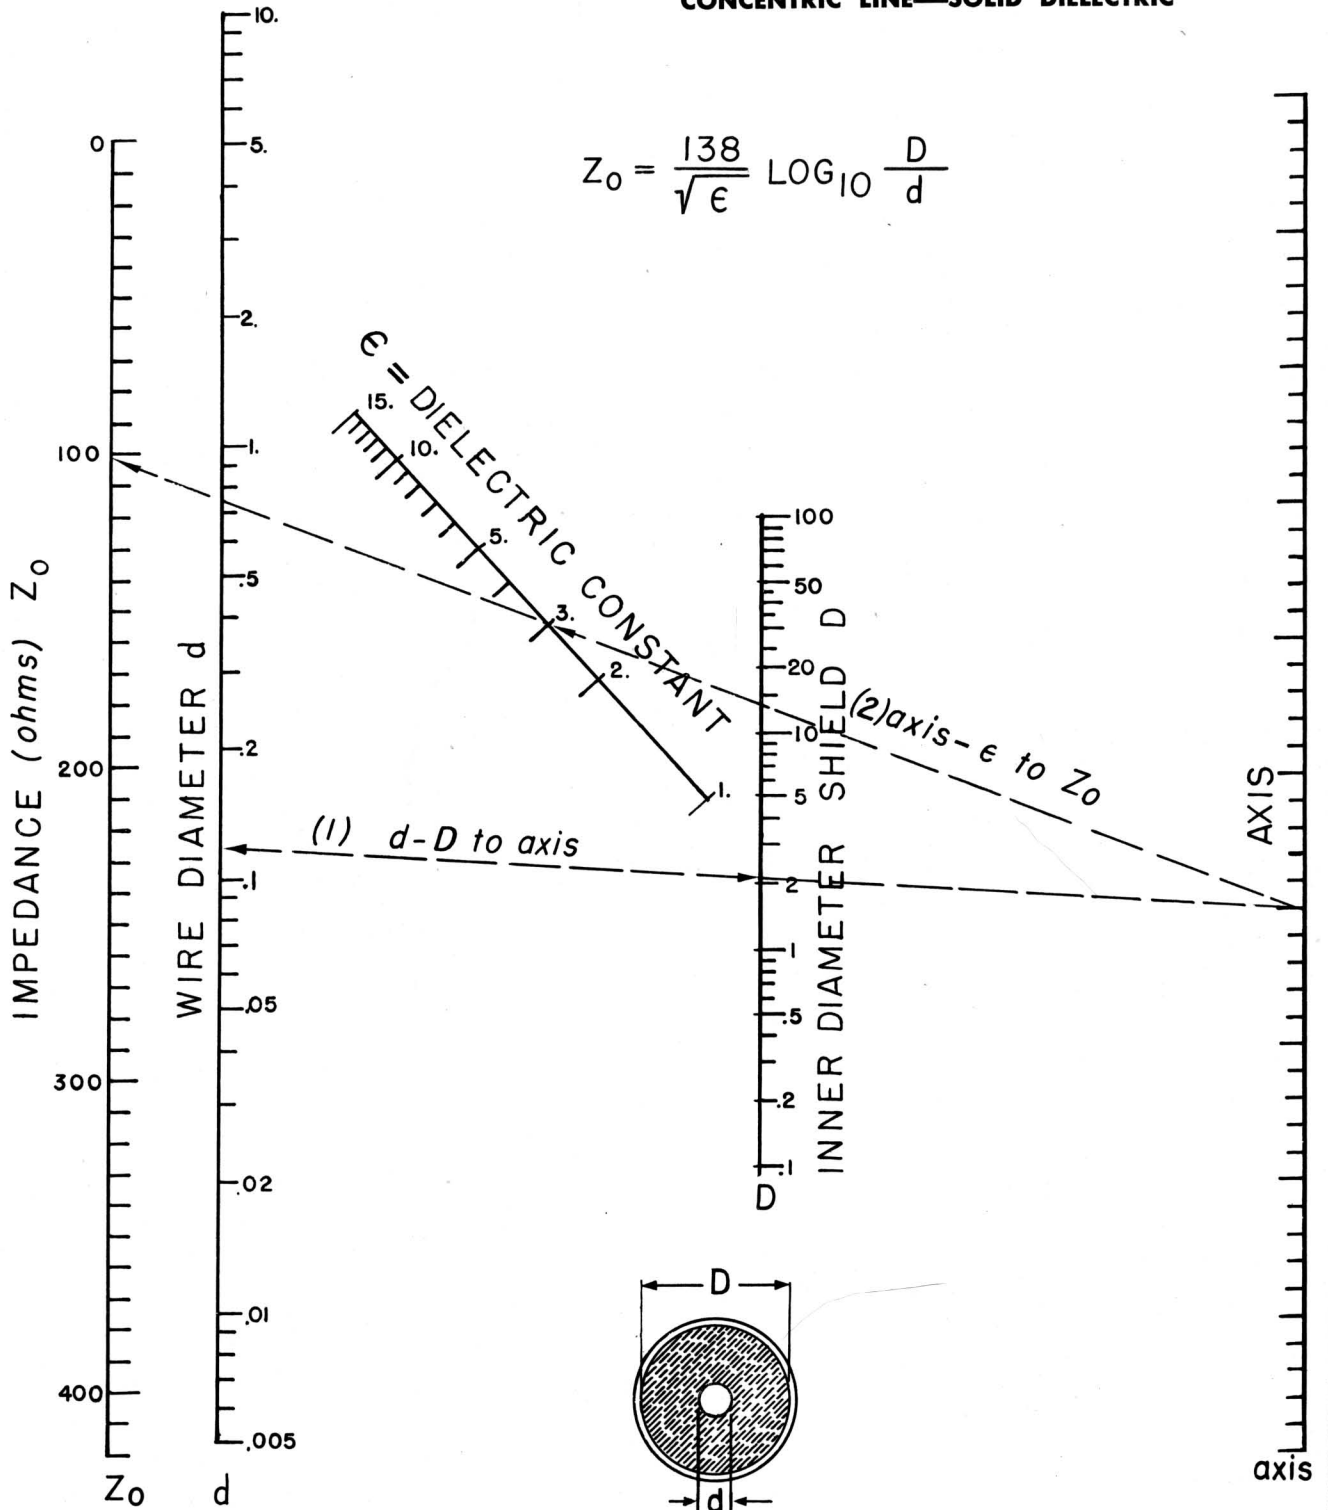 CONCENTRIC LINE—SOLID DIELECTRIC
Z₀ = 138/√ϵ LOG₁₀ D/d
IMPEDANCE (ohms) Z₀
0
100
200
300
400
Z₀
WIRE DIAMETER d
10.
5.
2.
1.
.5
.2
.1
.05
.02
.01
.005
d
ϵ = DIELECTRIC CONSTANT
15.
10.
5.
3.
2.
1.
INNER DIAMETER SHIELD D
100
50
20
10
5
2
1
.5
.2
.1
D
(1) d-D to axis
(2) axis-ϵ to Z₀
AXIS
axis
D
d